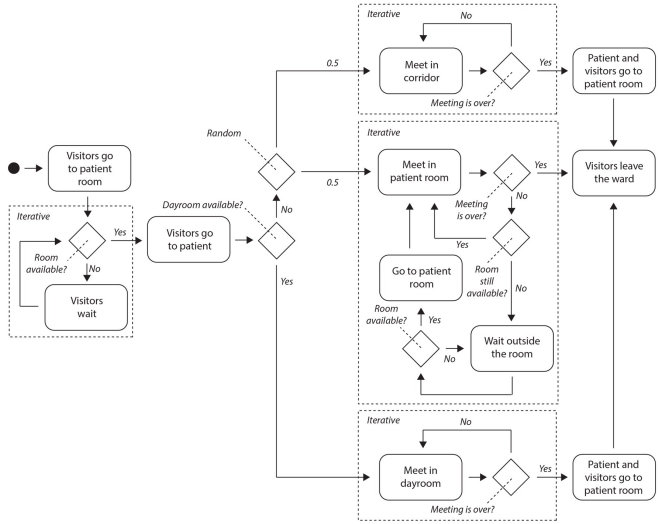 Iterative
No
Meet in
corridor
Meeting is over?
Yes
Patient and
visitors go to
patient room
0.5
Random
Iterative
Meet in
patient room
Yes
Visitors leave
the ward
0.5
Meeting
is over?
No
Yes
Room
still
available?
No
Go to patient
room
Room
available?
Yes
No
Wait outside
the room
Visitors go
to patient
room
Iterative
Room
available?
Yes
No
Visitors
wait
Visitors go
to patient
Dayroom available?
No
Yes
Iterative
No
Meet in
dayroom
Meeting is over?
Yes
Patient and
visitors go to
patient room